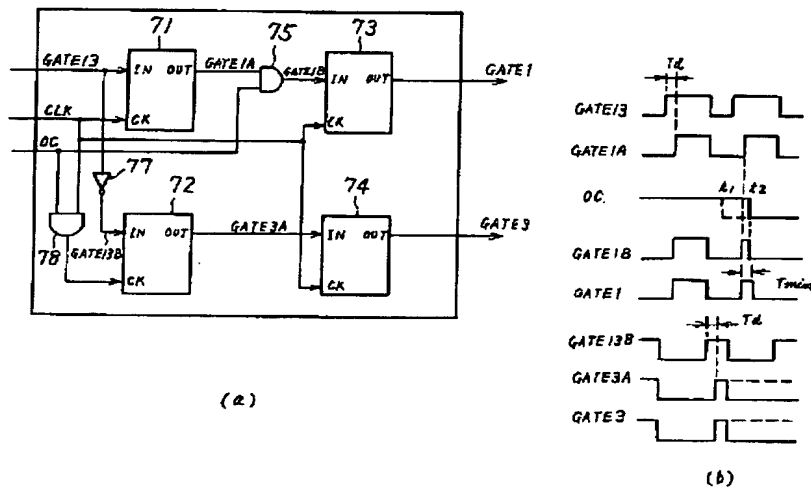 71
75
73
GATE13
IN OUT
GATE1A
GATE1B
IN OUT
GATE1
CLK
CK
CK
OC
77
72
74
78
GATE13B
IN OUT
GATE3A
IN OUT
GATE3
CK
CK
(a)
Td
GATE13
GATE1A
OC
t1 t2
GATE1B
GATE1
Tmin
GATE13B
Td
GATE3A
GATE3
(b)